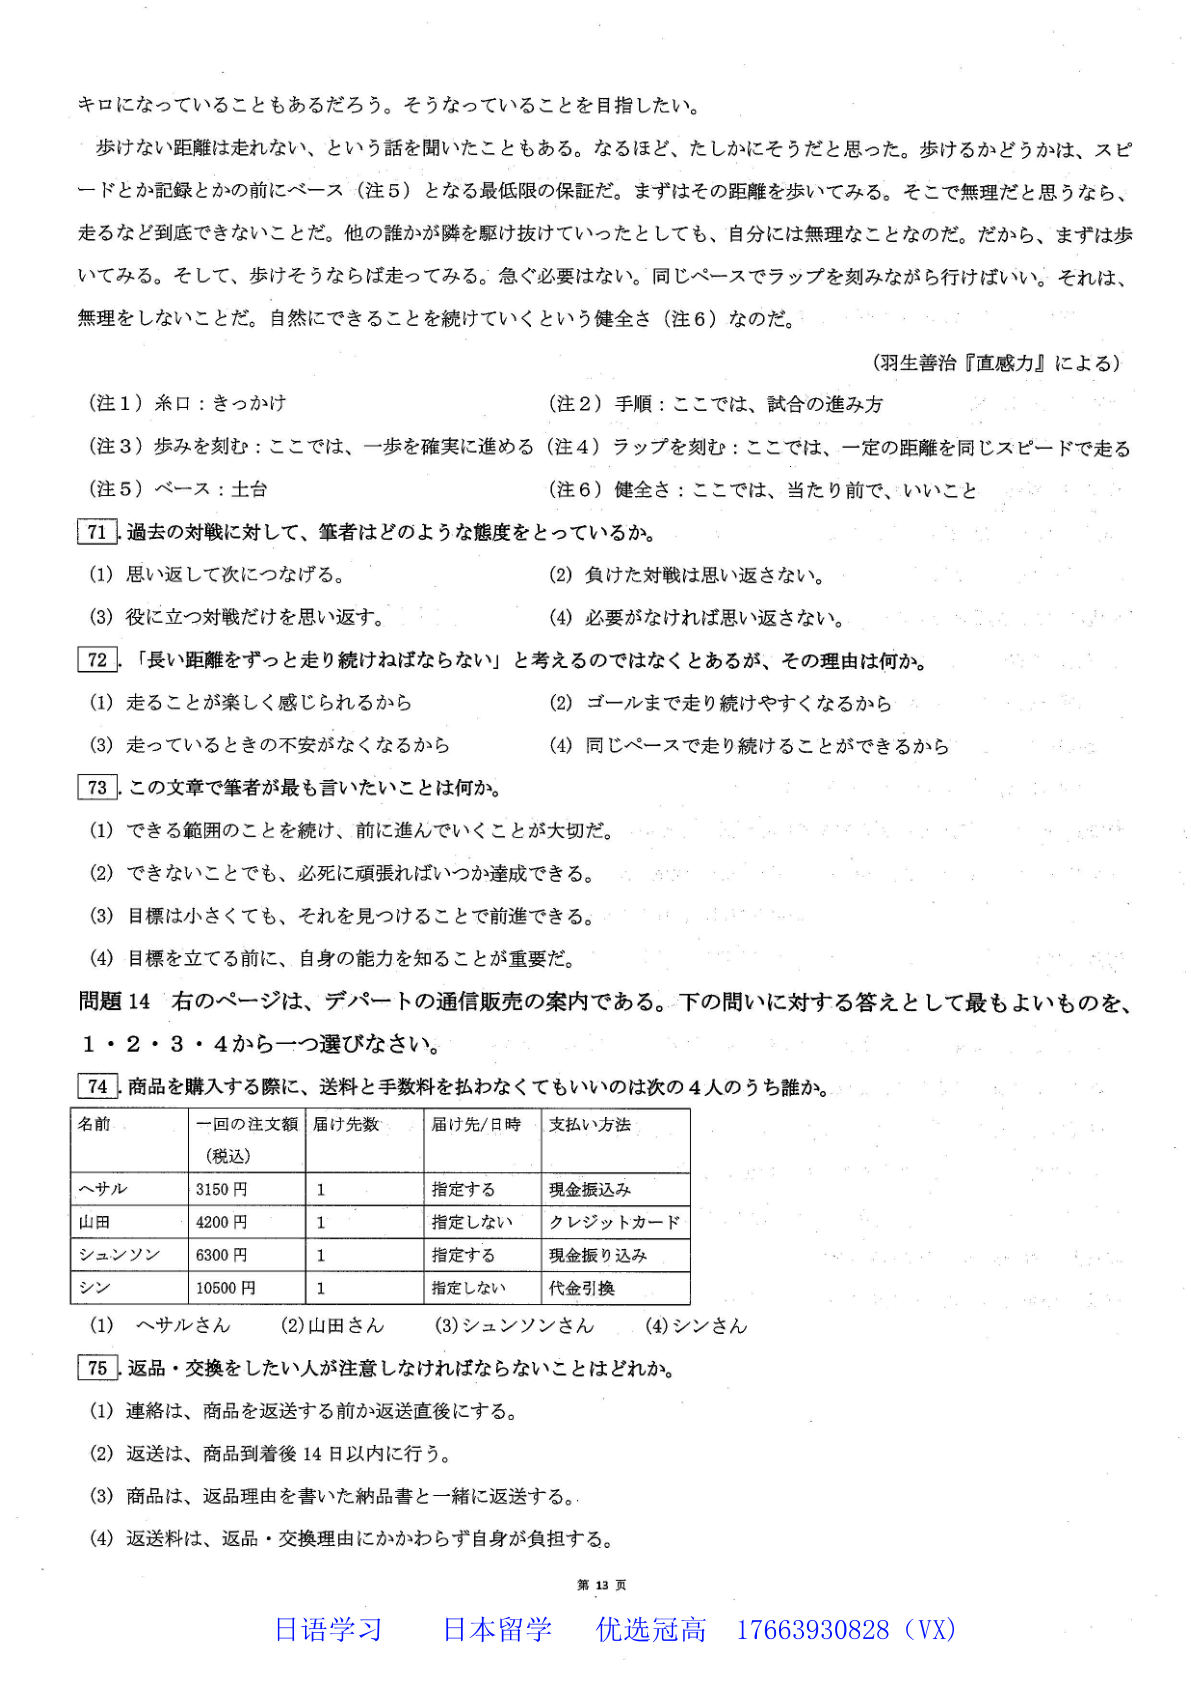 キロになっていることもあるだろう。そうなっていることを目指したい。
歩けない距離は走れない、という話を聞いたこともある。なるほど、たしかにそうだと思った。歩けるかどうかは、スピ
ードとか記録とかの前にベース（注５）となる最低限の保証だ。まずはその距離を歩いてみる。そこで無理だと思うなら、
走るなど到底できないことだ。他の誰かが隣を駆け抜けていったとしても、自分には無理なことなのだ。だから、まずは歩
いてみる。そして、歩けそうならば走ってみる。急ぐ必要はない。同じペースでラップを刻みながら行けばいい。それは、
無理をしないことだ。自然にできることを続けていくという健全さ（注６）なのだ。
（羽生善治『直感力』による）
（注１）糸口：きっかけ （注２）手順：ここでは、試合の進み方
（注３）歩みを刻む：ここでは、一歩を確実に進める （注４）ラップを刻む：ここでは、一定の距離を同じスピードで走る
（注５）ベース：土台 （注６）健全さ：ここでは、当たり前で、いいこと
71.過去の対戦に対して、筆者はどのような態度をとっているか。
(1) 思い返して次につなげる。 (2) 負けた対戦は思い返さない。
(3) 役に立つ対戦だけを思い返す。 (4) 必要がなければ思い返さない。
72.「長い距離をずっと走り続けねばならない」と考えるのではなくとあるが、その理由は何か。
(1) 走ることが楽しく感じられるから (2) ゴールまで走り続けやすくなるから
(3) 走っているときの不安がなくなるから (4) 同じペースで走り続けることができるから
73.この文章で筆者が最も言いたいことは何か。
(1) できる範囲のことを続け、前に進んでいくことが大切だ。
(2) できないことでも、必死に頑張ればいつか達成できる。
(3) 目標は小さくても、それを見つけることで前進できる。
(4) 目標を立てる前に、自身の能力を知ることが重要だ。
問題 14　右のページは、デパートの通信販売の案内である。下の問いに対する答えとして最もよいものを、
１・２・３・４から一つ選びなさい。
74.商品を購入する際に、送料と手数料を払わなくてもいいのは次の４人のうち誰か。
名前 一回の注文額（税込） 届け先数 届け先/日時 支払い方法
ヘサル 3150 円 1 指定する 現金振込み
山田 4200 円 1 指定しない クレジットカード
シュンソン 6300 円 1 指定する 現金振り込み
シン 10500 円 1 指定しない 代金引換
(1) ヘサルさん (2)山田さん (3)シュンソンさん (4)シンさん
75.返品・交換をしたい人が注意しなければならないことはどれか。
(1) 連絡は、商品を返送する前か返送直後にする。
(2) 返送は、商品到着後 14 日以内に行う。
(3) 商品は、返品理由を書いた納品書と一緒に返送する。
(4) 返送料は、返品・交換理由にかかわらず自身が負担する。
第 13 页
日语学习 日本留学 优选冠高 17663930828（VX）